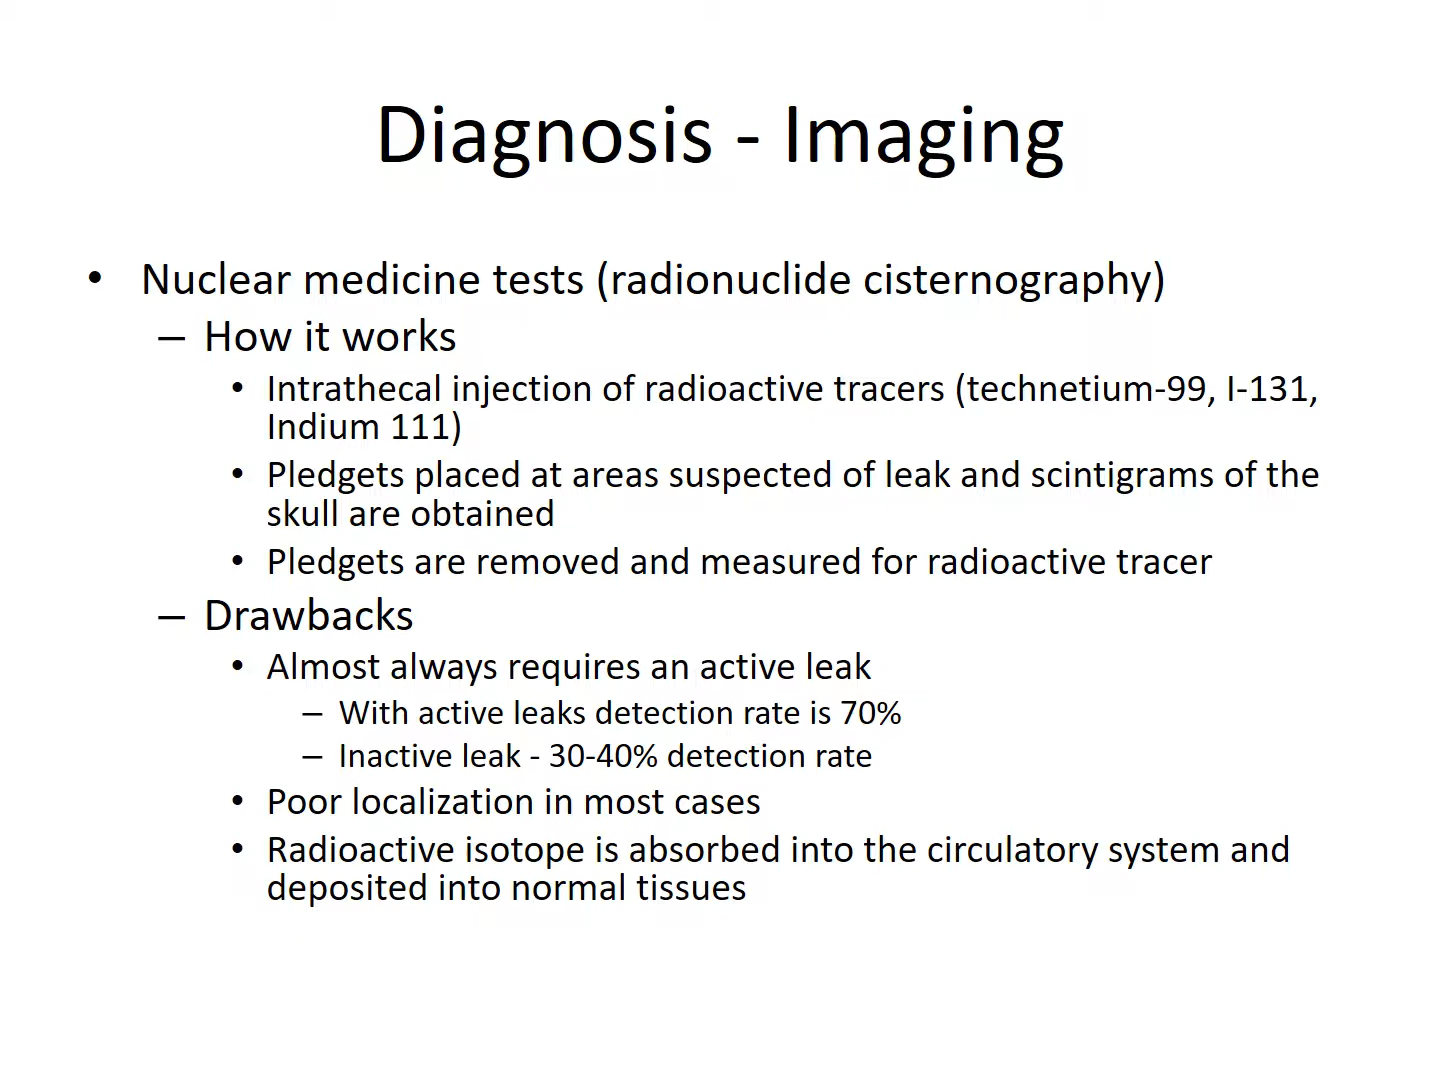 Diagnosis - Imaging
• Nuclear medicine tests (radionuclide cisternography)
– How it works
• Intrathecal injection of radioactive tracers (technetium-99, I-131,
Indium 111)
• Pledgets placed at areas suspected of leak and scintigrams of the
skull are obtained
• Pledgets are removed and measured for radioactive tracer
– Drawbacks
• Almost always requires an active leak
– With active leaks detection rate is 70%
– Inactive leak - 30-40% detection rate
• Poor localization in most cases
• Radioactive isotope is absorbed into the circulatory system and
deposited into normal tissues